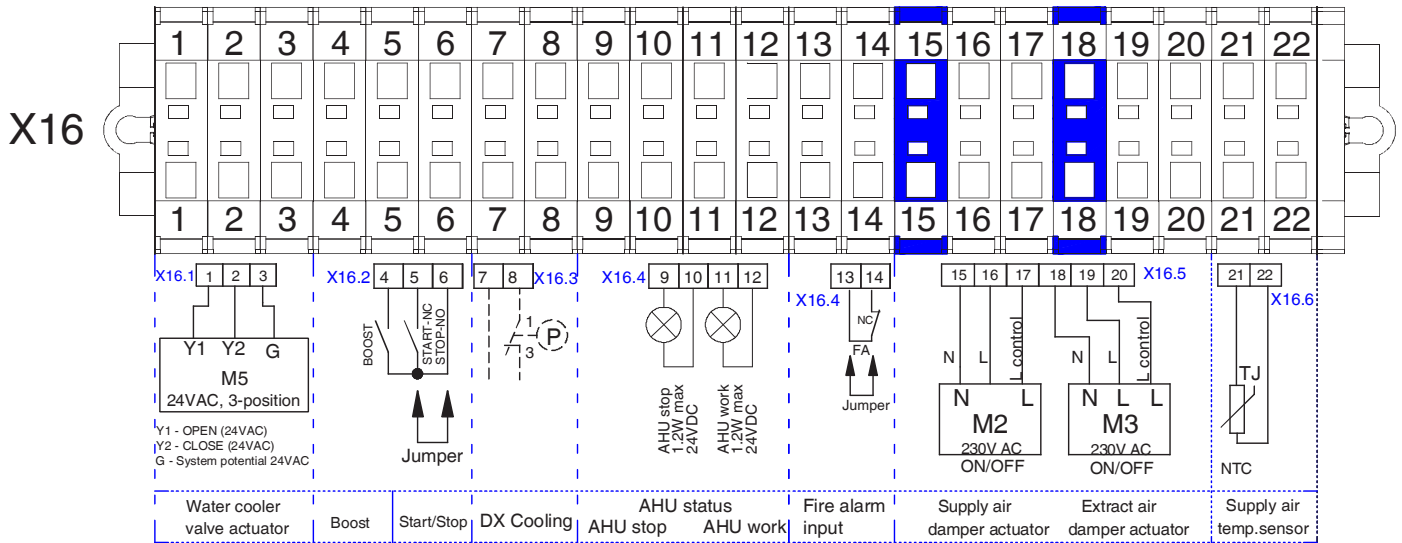 1 2 3 4 5 6 7 8 9 10 11 12 13 14 15 16 17 18 19 20 21 22
X16
1 2 3 4 5 6 7 8 9 10 11 12 13 14 15 16 17 18 19 20 21 22
X16.1 1 2 3
Y1 Y2 G
M5
24VAC, 3-position
Y1 - OPEN (24VAC)
Y2 - CLOSE (24VAC)
G - System potential 24VAC
X16.2 4 5 6
BOOST
START-NC
STOP-NO
Jumper
7 8 X16.3
1
3
P
X16.4 9 10 11 12
AHU stop
1.2W max
24VDC
AHU work
1.2W max
24VDC
13 14
X16.4
NC
FA
Jumper
15 16 17 18 19 20 X16.5
N L L control N L L control
N L
M2
230V AC
ON/OFF
N L L
M3
230V AC
ON/OFF
21 22
X16.6
TJ
NTC
Water cooler
valve actuator
Boost
Start/Stop
DX Cooling
AHU status
AHU stop AHU work
Fire alarm
input
Supply air
damper actuator
Extract air
damper actuator
Supply air
temp.sensor